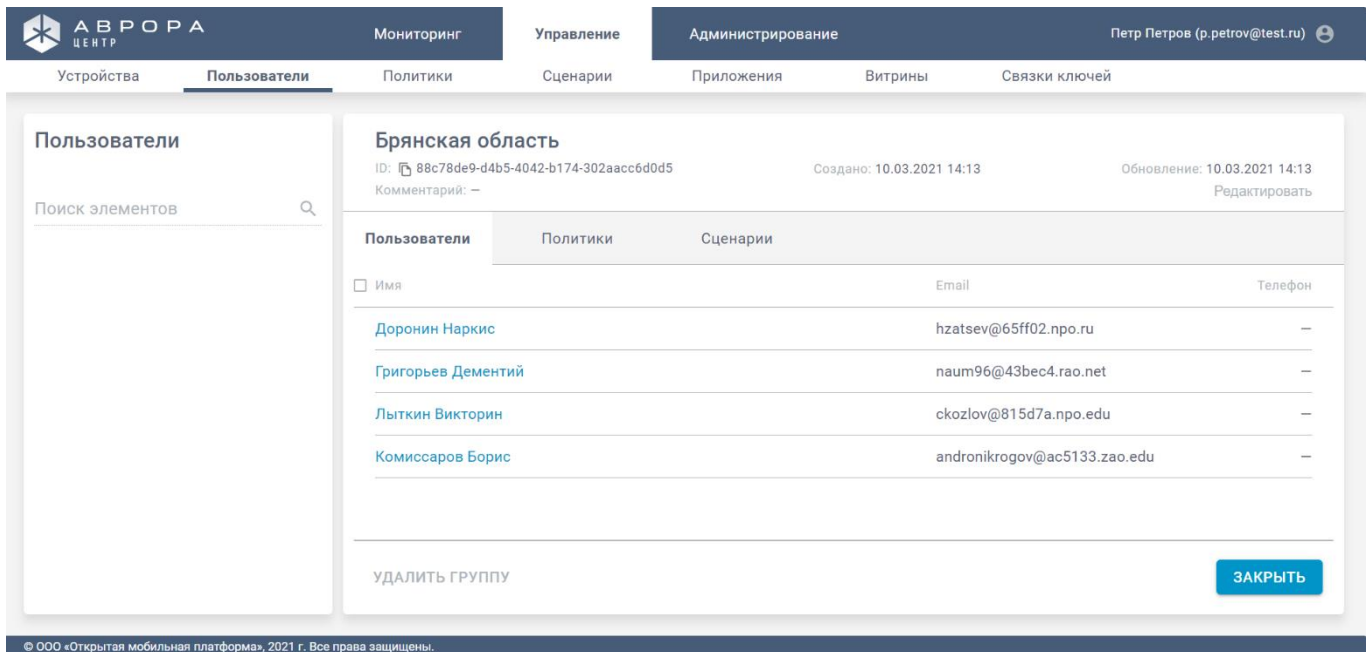 АВРОРА
ЦЕНТР
Мониторинг Управление Администрирование Петр Петров (p.petrov@test.ru)
Устройства Пользователи Политики Сценарии Приложения Витрины Связки ключей
Пользователи
Поиск элементов
Брянская область
ID: 88c78de9-d4b5-4042-b174-302aacc6d0d5 Создано: 10.03.2021 14:13 Обновление: 10.03.2021 14:13
Комментарий: — Редактировать
Пользователи Политики Сценарии
Имя Email Телефон
Доронин Наркис hzatsev@65ff02.npo.ru —
Григорьев Дементий naum96@43bec4.rao.net —
Лыткин Викторин ckozlov@815d7a.npo.edu —
Комиссаров Борис andronikrogov@ac5133.zao.edu —
УДАЛИТЬ ГРУППУ ЗАКРЫТЬ
© ООО «Открытая мобильная платформа», 2021 г. Все права защищены.